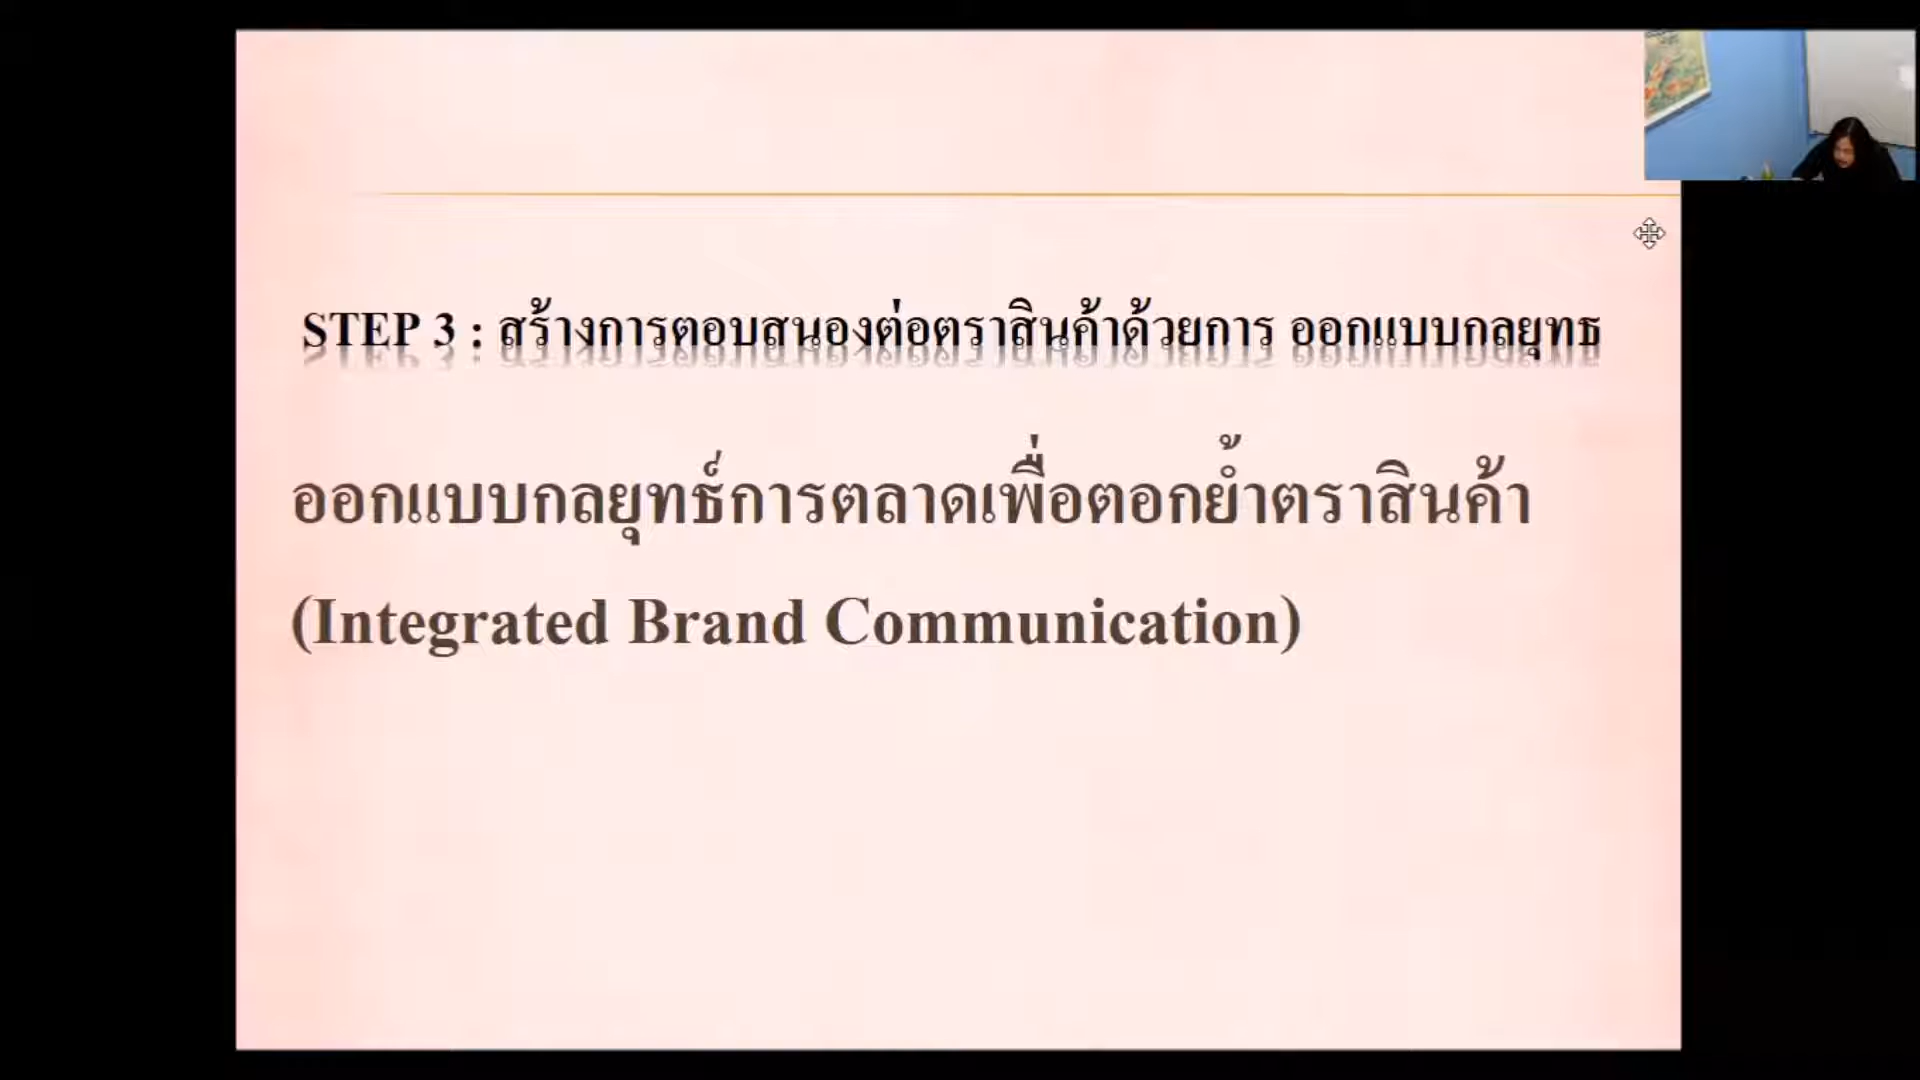 STEP 3 : สร้างการตอบสนองต่อตราสินค้าด้วยการ ออกแบบกลยุทธ
ออกแบบกลยุทธ์การตลาดเพื่อตอกย้ำตราสินค้า
(Integrated Brand Communication)